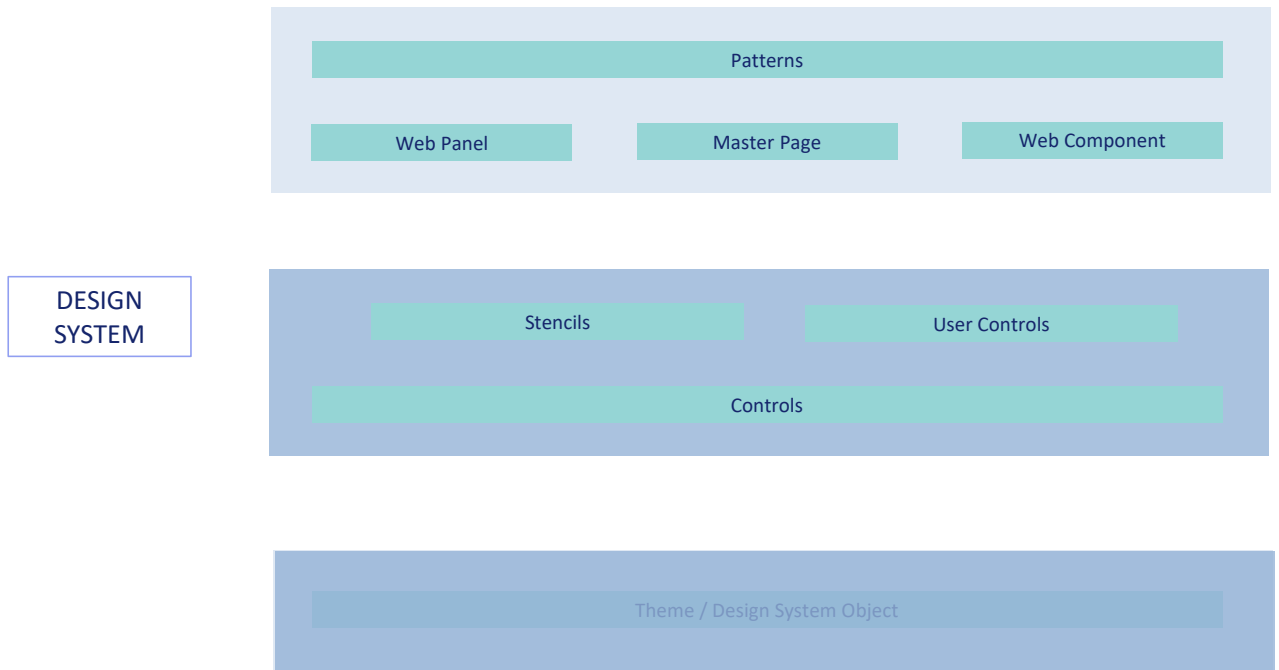 Patterns
Web Panel
Master Page
Web Component
DESIGN
SYSTEM
Stencils
User Controls
Controls
Theme / Design System Object